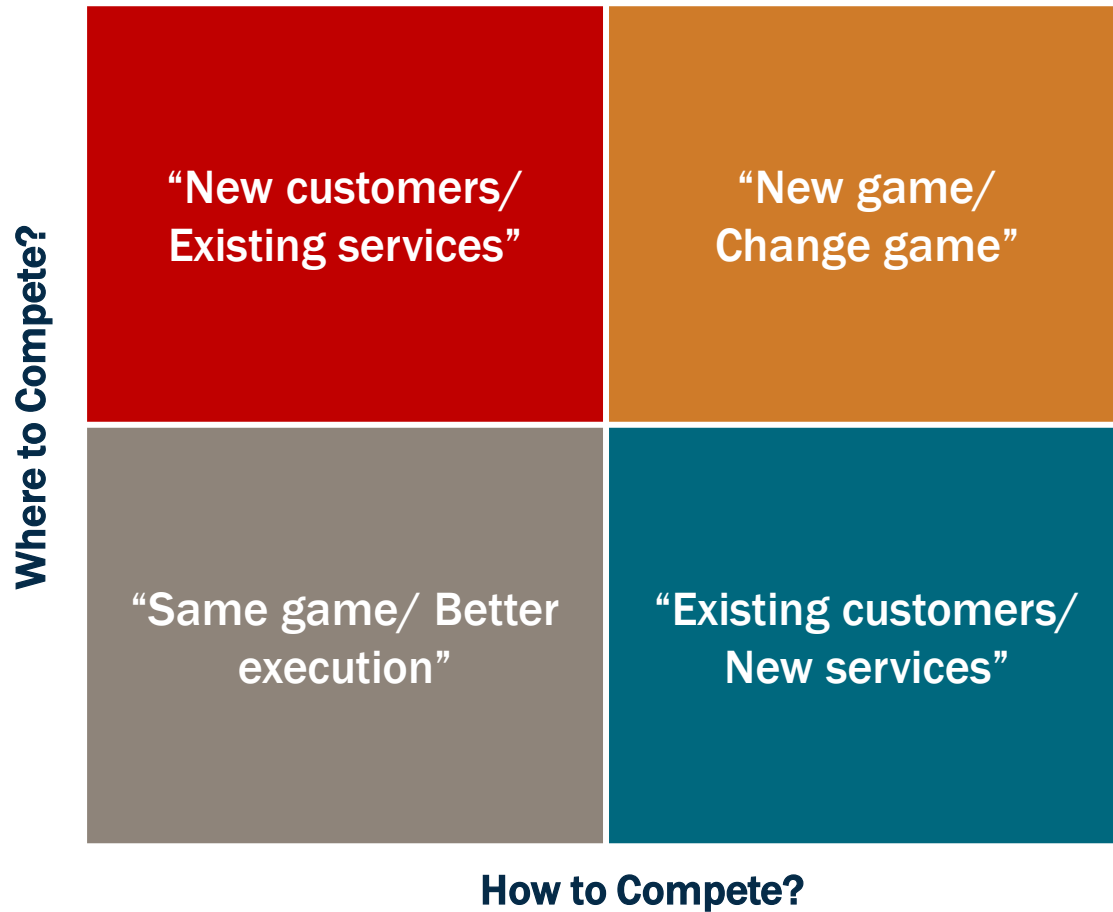 “New customers/
Existing services”
“New game/
Change game”
Where to Compete?
“Same game/ Better
execution”
“Existing customers/
New services”
How to Compete?